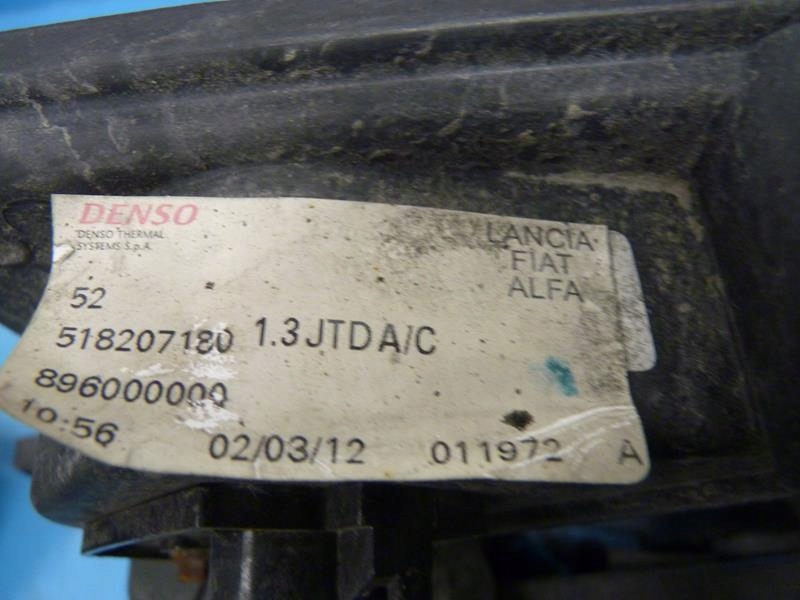 DENSO
DENSO THERMAL
SYSTEMS S.p.A.
LANCIA
FIAT
ALFA
52
518207180 1.3 JTD A/C
896000000
10:56 02/03/12 011972 A